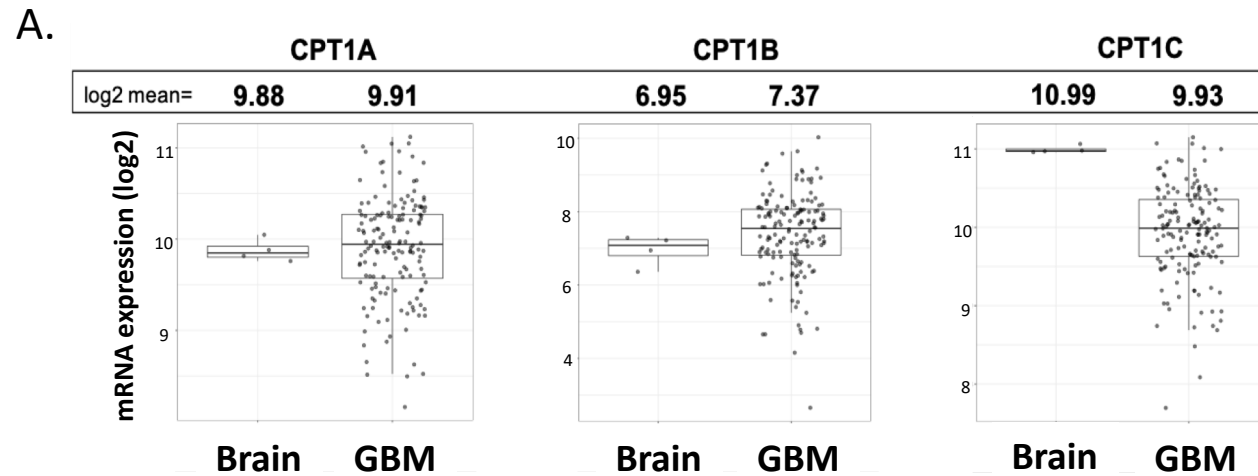 A.
CPT1A CPT1B CPT1C
log2 mean= 9.88 9.91 6.95 7.37 10.99 9.93
mRNA expression (log2)
11
10
9
10
8
6
4
11
10
9
8
Brain GBM Brain GBM Brain GBM